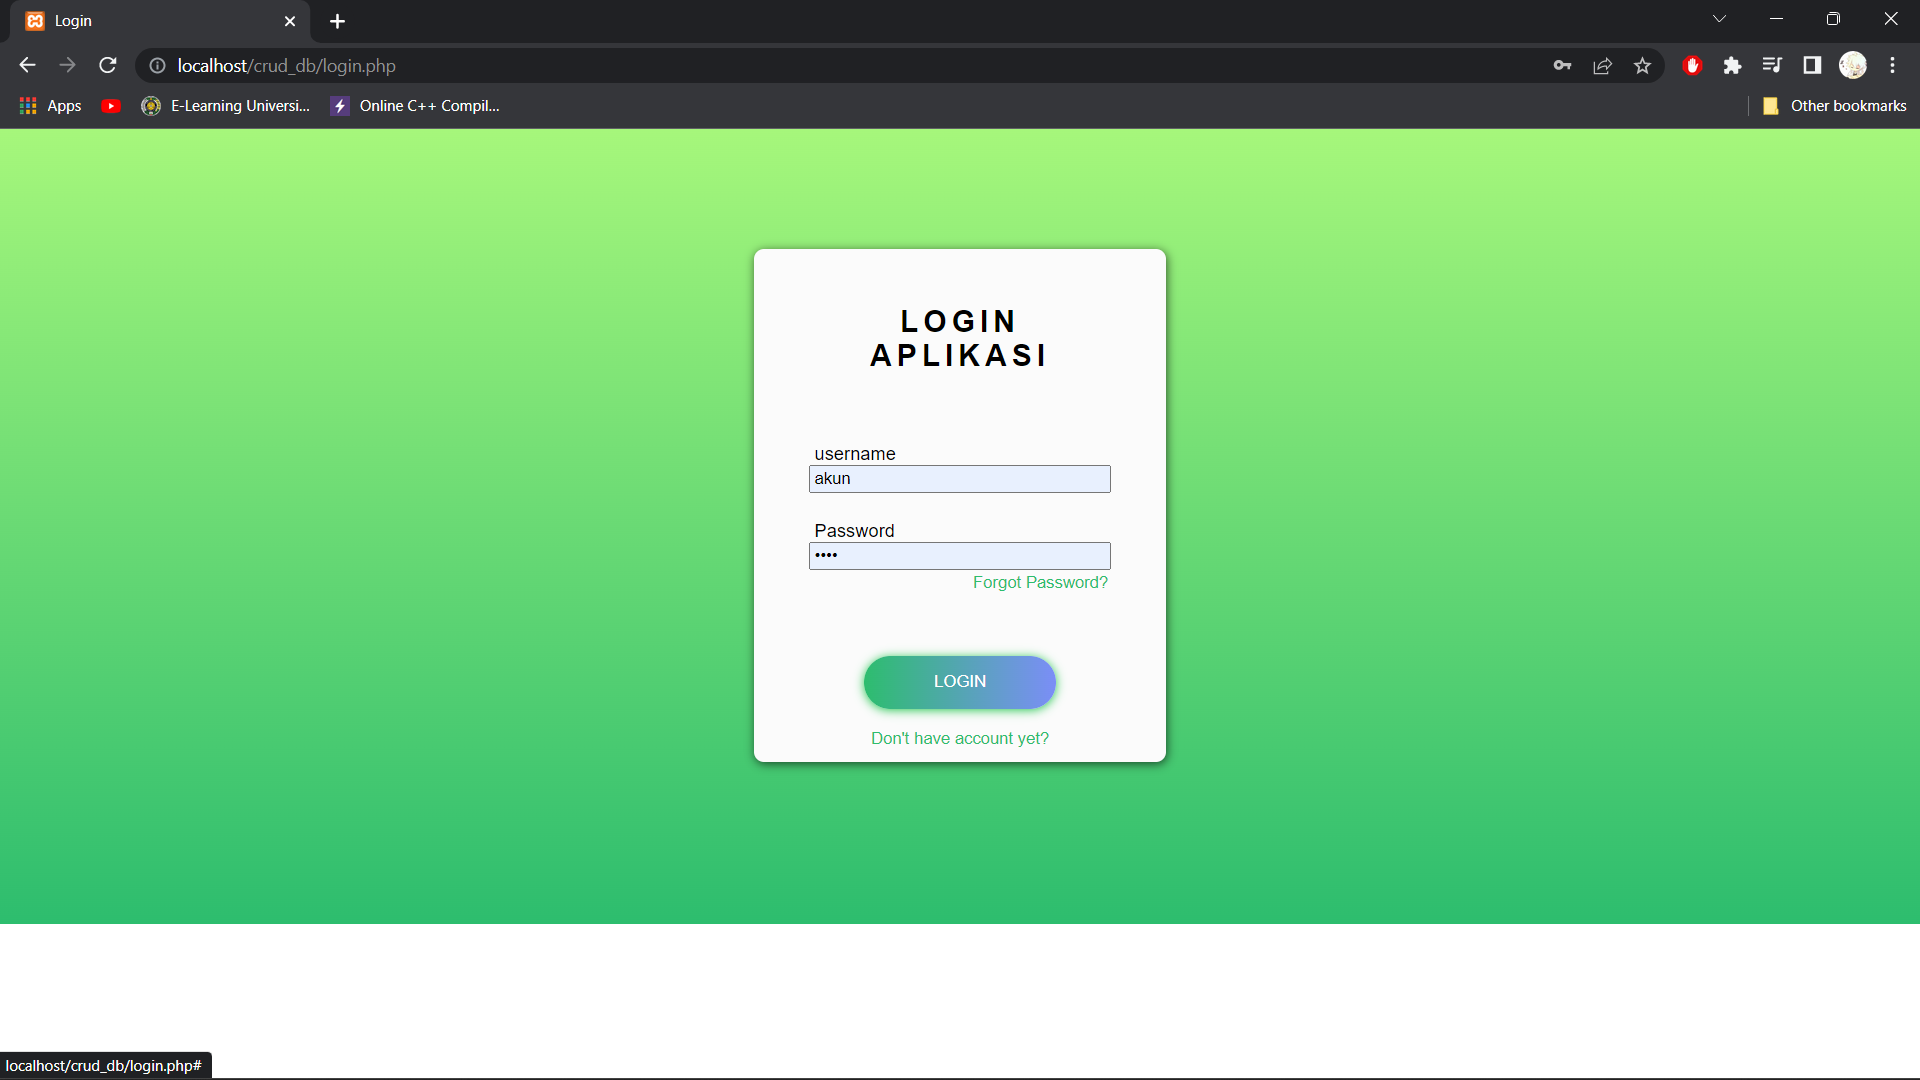 Login
localhost/crud_db/login.php
Apps
E-Learning Universi...
Online C++ Compil...
Other bookmarks
LOGIN
APLIKASI
username
akun
Password
••••
Forgot Password?
LOGIN
Don't have account yet?
localhost/crud_db/login.php#